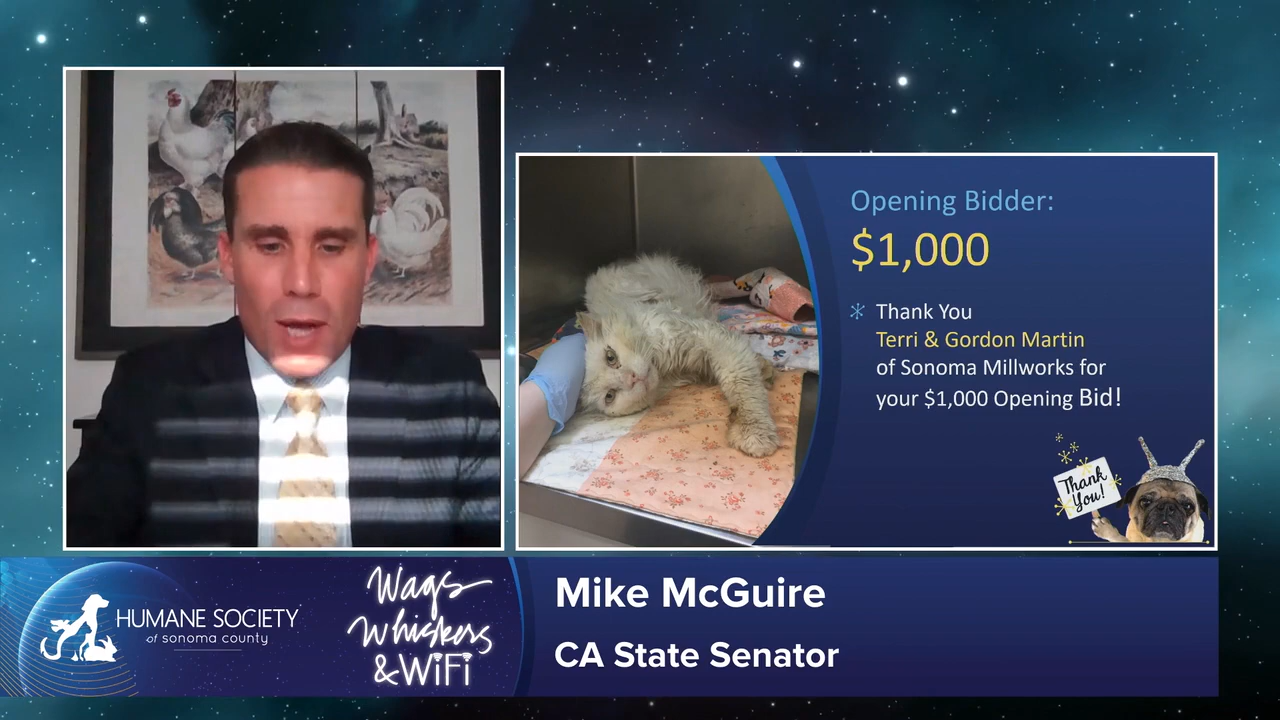 Opening Bidder:
$1,000
Thank You
Terri & Gordon Martin
of Sonoma Millworks for
your $1,000 Opening Bid!
Thank
You!
HUMANE SOCIETY
of sonoma county
Wags
Whiskers
& WiFi
Mike McGuire
CA State Senator